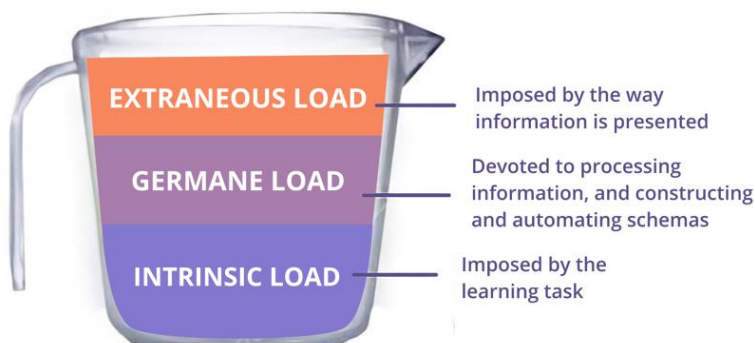 EXTRANEOUS LOAD
Imposed by the way
information is presented
GERMANE LOAD
Devoted to processing
information, and constructing
and automating schemas
INTRINSIC LOAD
Imposed by the
learning task